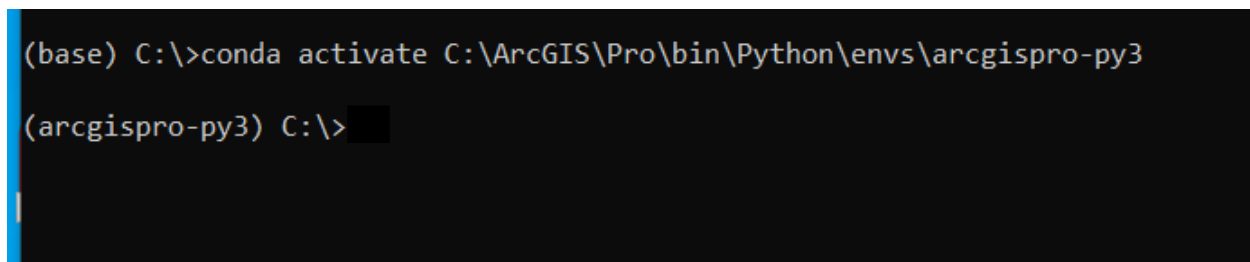 (base) C:\>conda activate C:\ArcGIS\Pro\bin\Python\envs\arcgispro-py3
(arcgispro-py3) C:\>